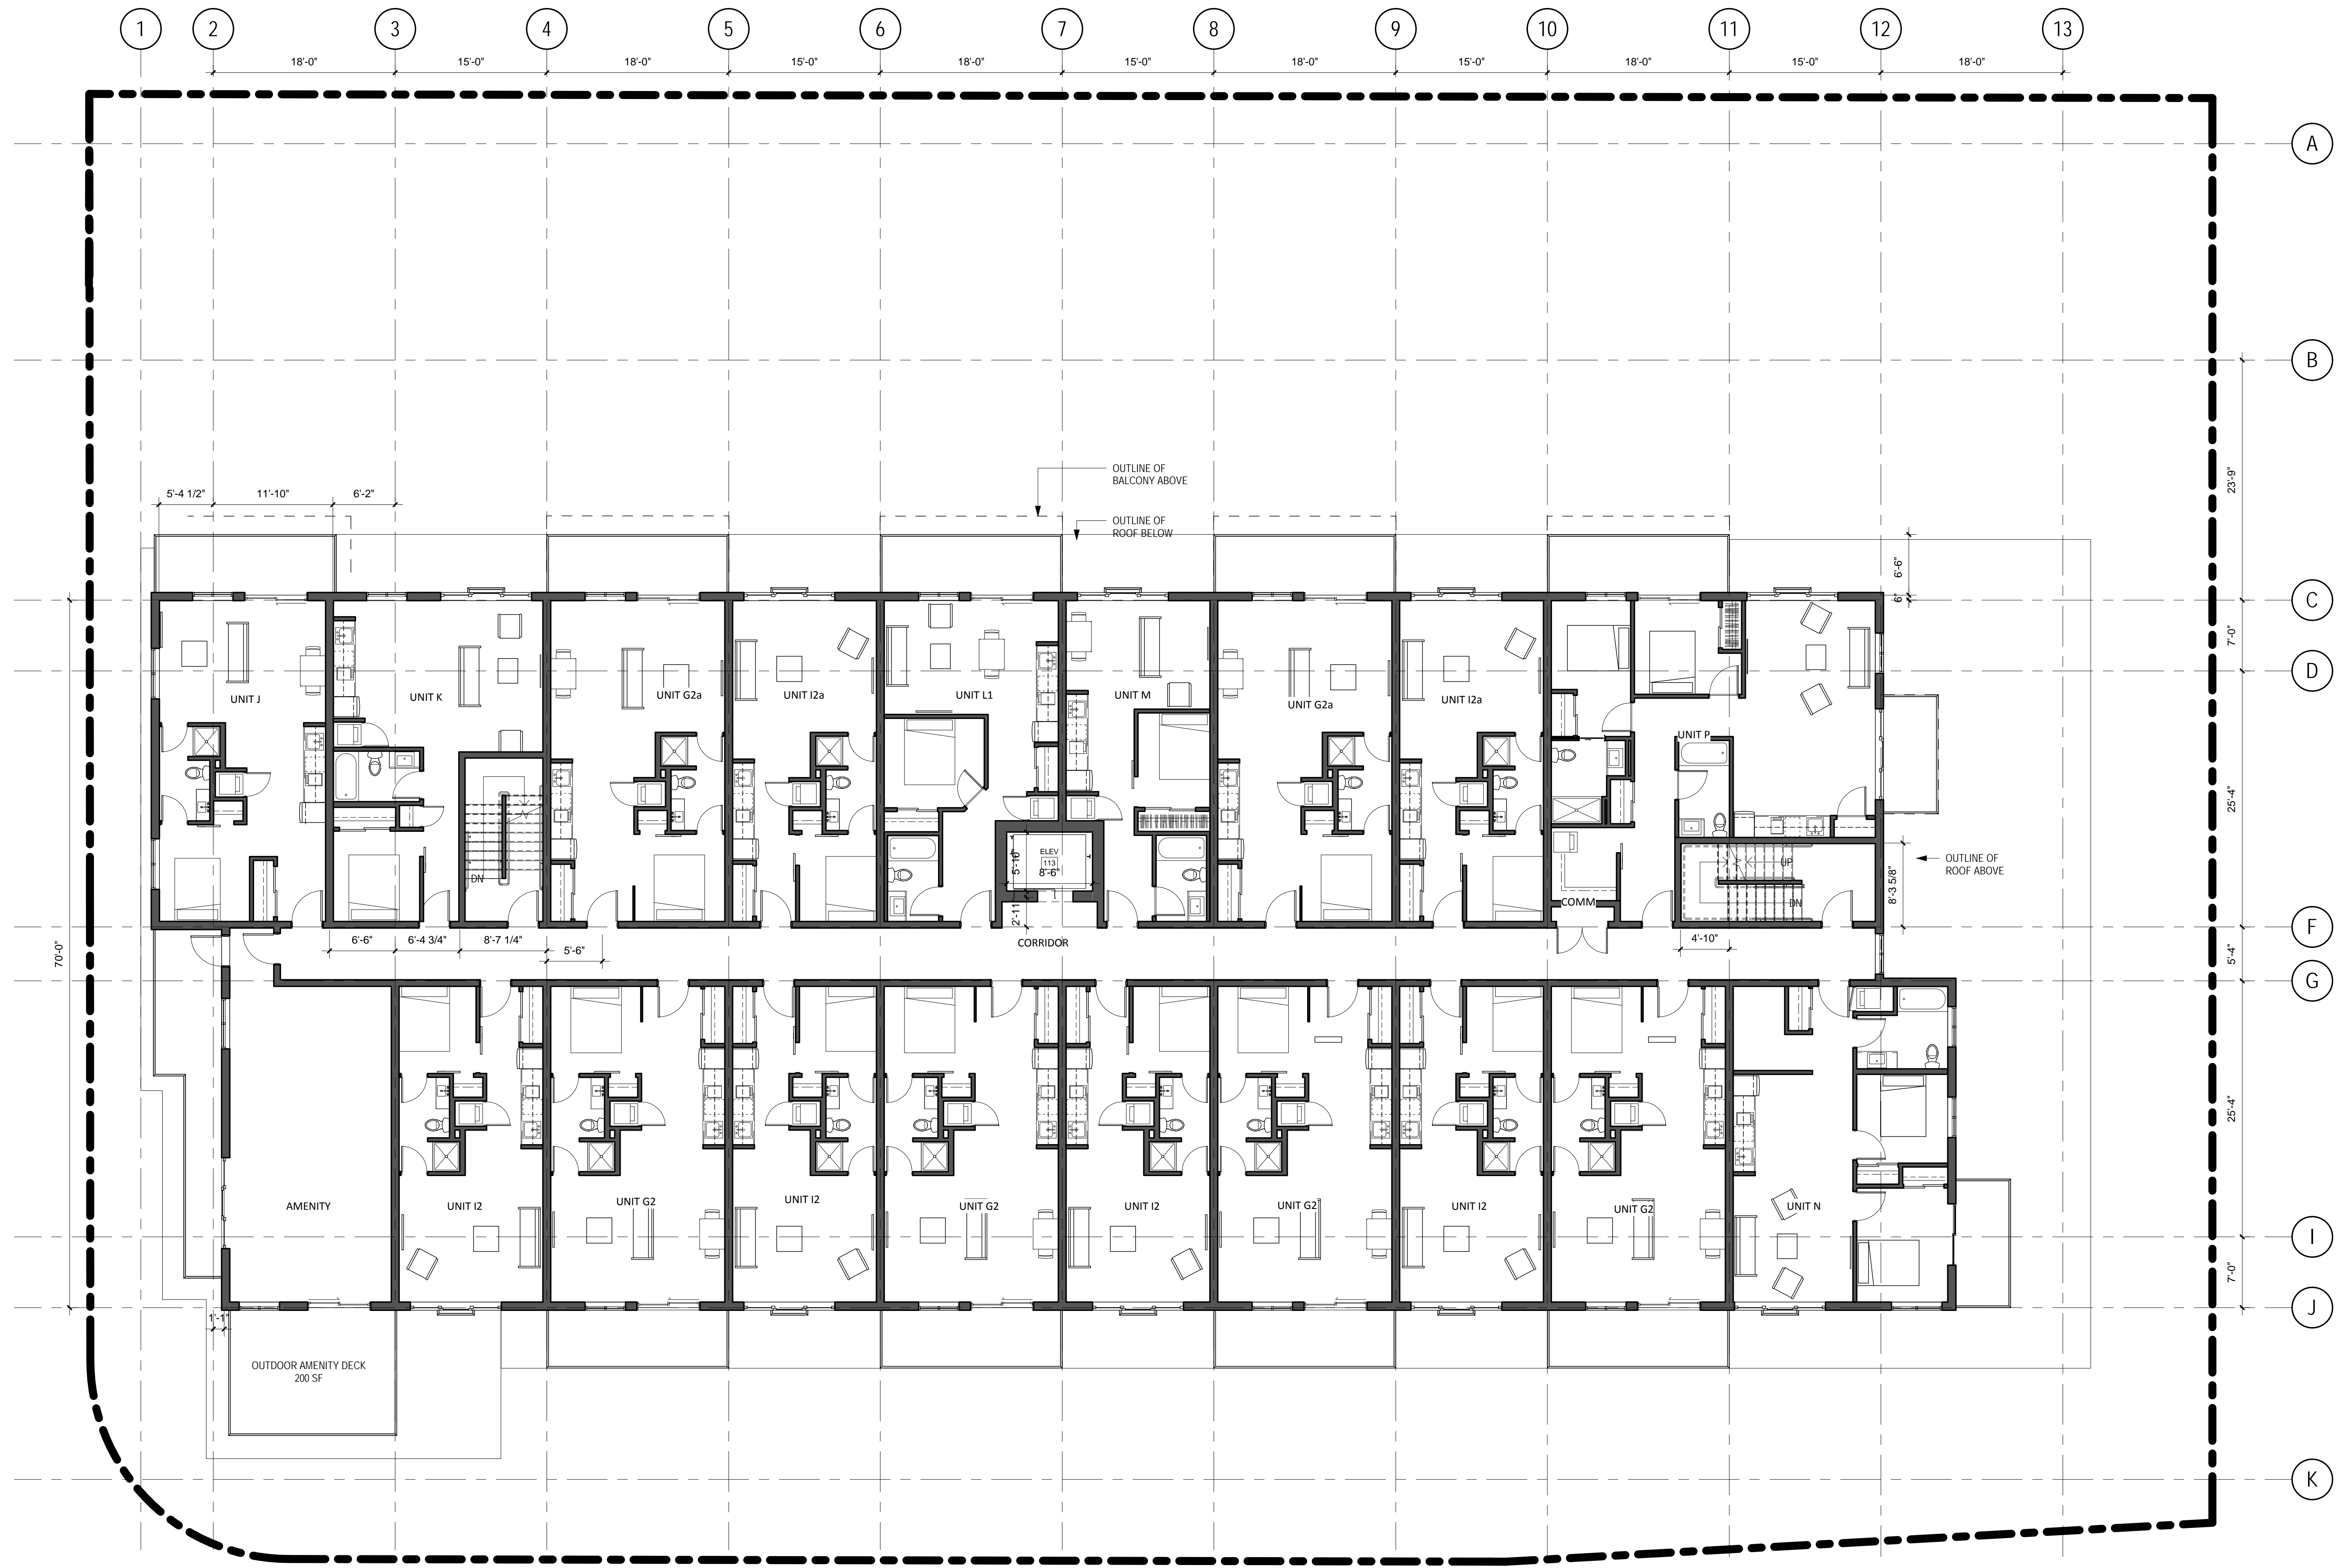 1 2 3 4 5 6 7 8 9 10 11 12 13
18'-0" 15'-0" 18'-0" 15'-0" 18'-0" 15'-0" 18'-0" 15'-0" 18'-0" 15'-0" 18'-0"
A
B
23'-9"
OUTLINE OF
BALCONY ABOVE
5'-4 1/2" 11'-10" 6'-2"
OUTLINE OF
ROOF BELOW
6'-6"
6"
C
7'-0"
D
UNIT J
UNIT K
UNIT G2a
UNIT I2a
UNIT L1
UNIT M
UNIT G2a
UNIT I2a
UNIT P
25'-4"
ELEV
113
5'-10"
8'-6"
2'-11
UP
DN
DN
OUTLINE OF
ROOF ABOVE
8'-3 5/8"
COMM
F
6'-6" 6'-4 3/4" 8'-7 1/4"
5'-6"
CORRIDOR
4'-10"
5'-4"
70'-0"
G
25'-4"
AMENITY
UNIT I2
UNIT G2
UNIT I2
UNIT G2
UNIT I2
UNIT G2
UNIT I2
UNIT G2
UNIT N
I
7'-0"
J
1'-1"
OUTDOOR AMENITY DECK
200 SF
K